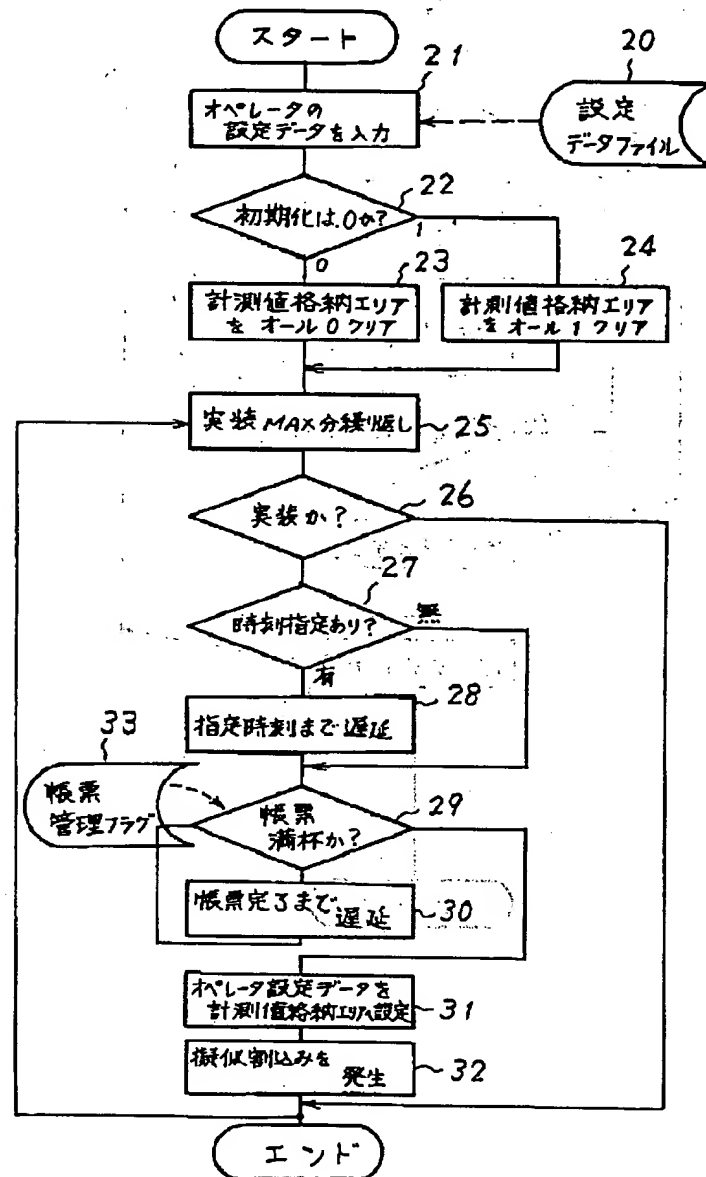 スタート
21
オペレータの
設定データを入力
20
設定
データファイル
22
初期化は0か?
1
0
23
計測値格納エリア
を オール0クリア
24
計測値格納エリア
を オール1クリア
実装MAX分繰り返し
25
実装か?
26
27
時刻指定あり?
無
有
28
指定時刻まで遅延
33
帳票
管理フラグ
29
帳票
満杯か?
帳票完了まで
遅延
30
オペレータ設定データを
計測値格納エリアへ設定
31
擬似割込みを
発生
32
エンド